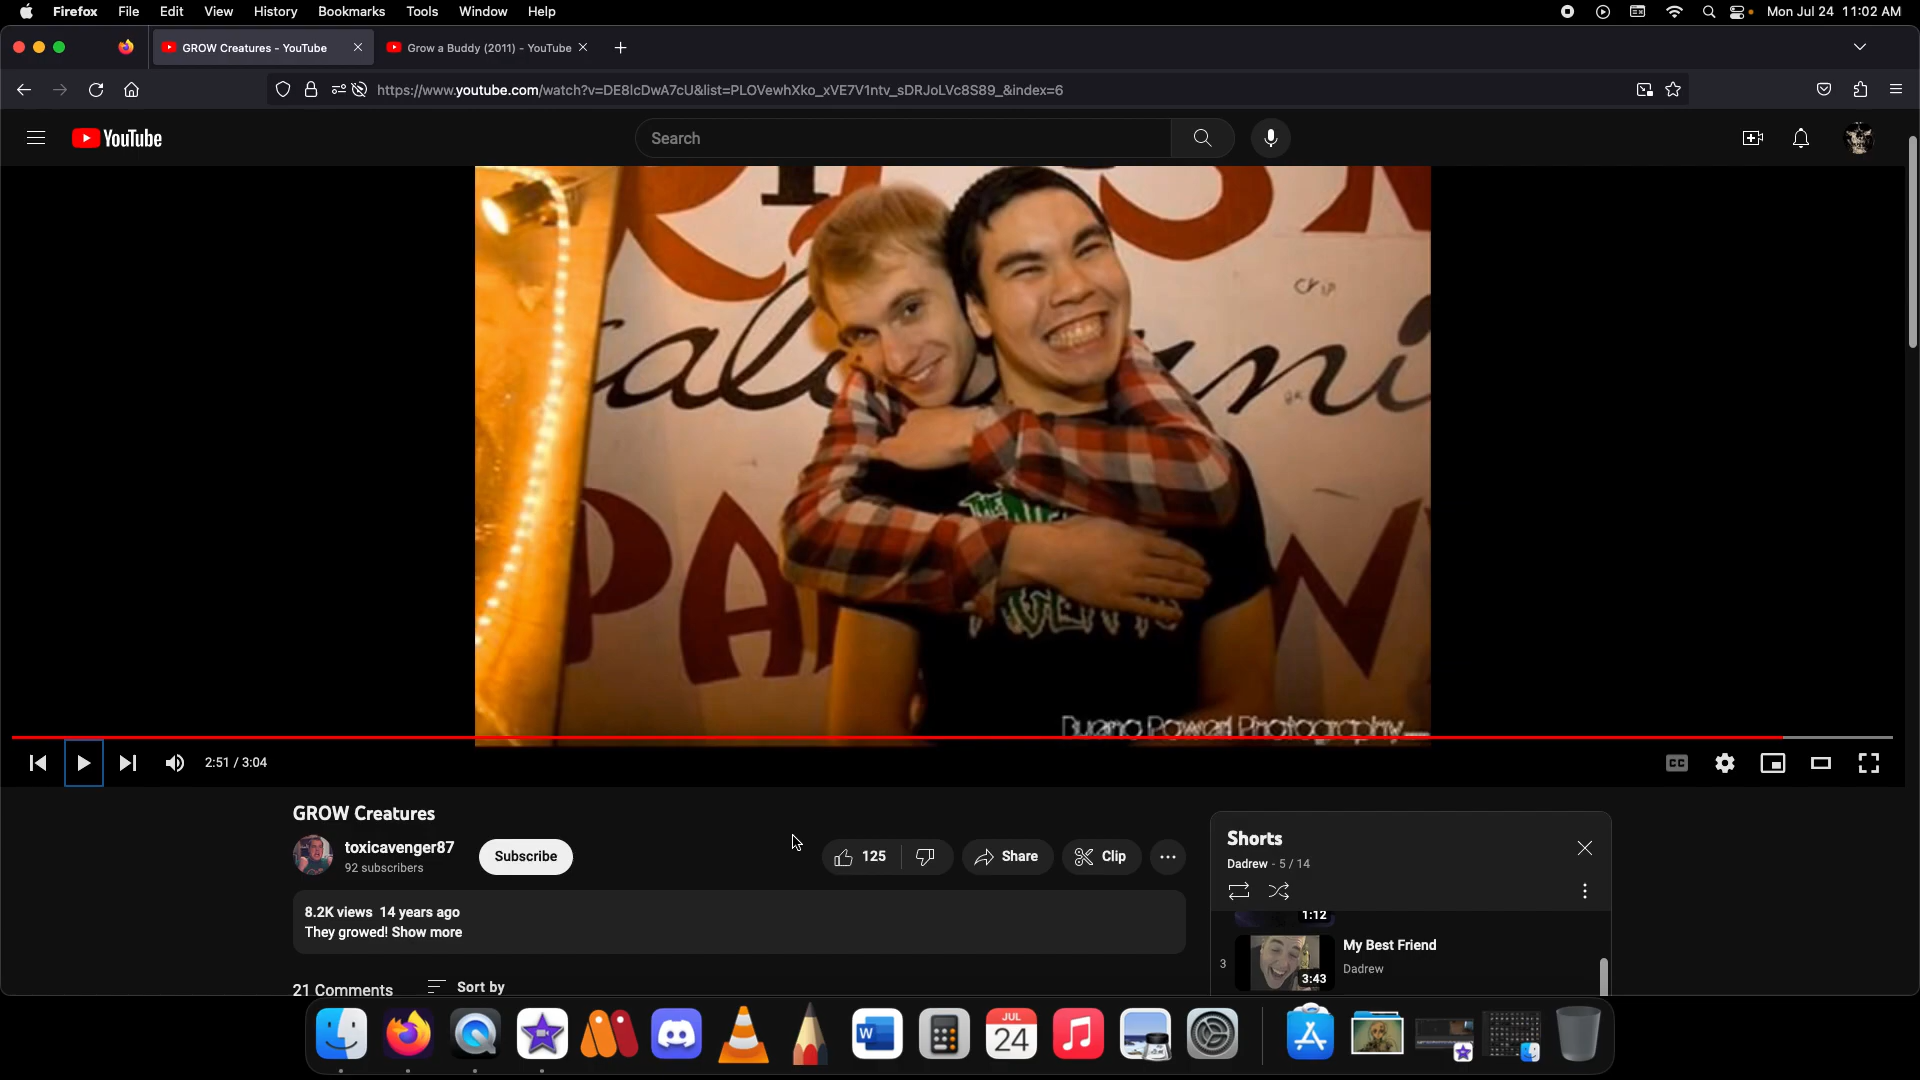 Firefox File Edit View History Bookmarks Tools Window Help Mon Jul 24 11:02 AM
GROW Creatures - YouTube Grow a Buddy (2011) - YouTube
https://www.youtube.com/watch?v=DE8lcDwA7cU&list=PLOVewhXko_xVE7V1ntv_sDRJoLVc8S89_&index=6
YouTube Search
2:51 / 3:04
CC
GROW Creatures
toxicavenger87
92 subscribers
Subscribe
125 Share Clip
8.2K views 14 years ago
They growed! Show more
21 Comments Sort by
Shorts
Dadrew - 5 / 14
1:12
3
3:43
My Best Friend
Dadrew
W
JUL
24